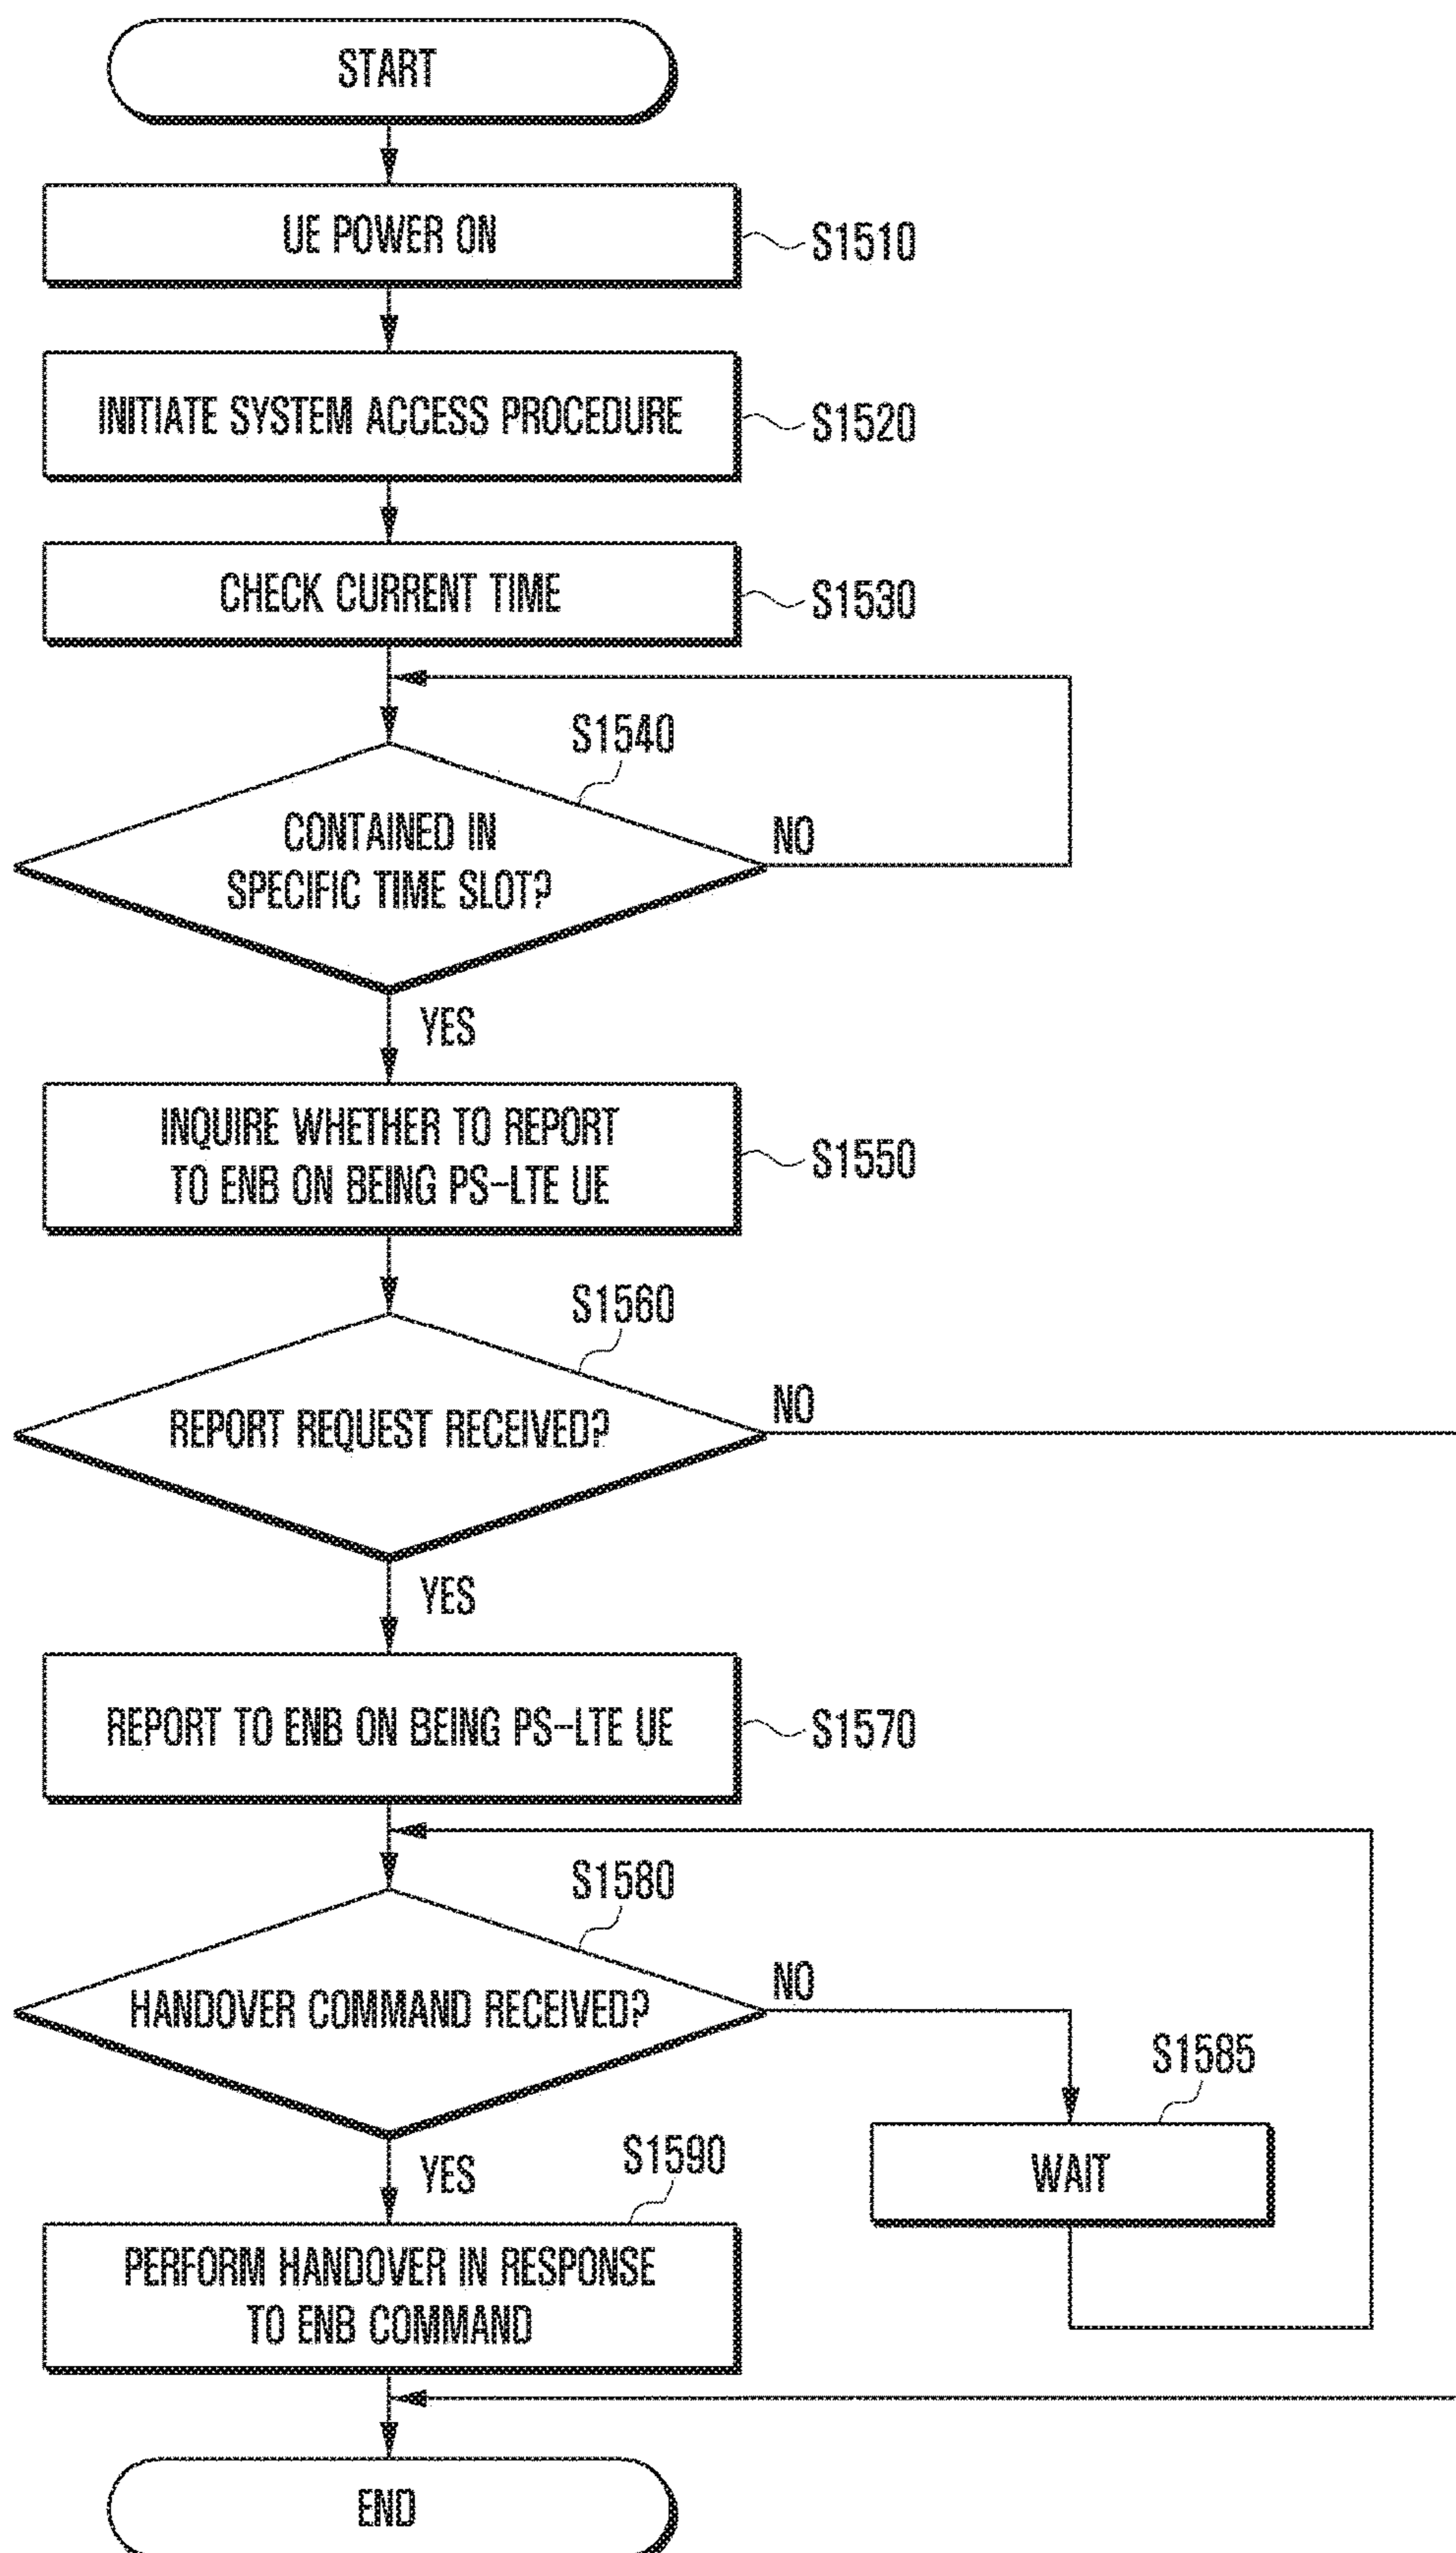 START
UE POWER ON
S1510
INITIATE SYSTEM ACCESS PROCEDURE
S1520
CHECK CURRENT TIME
S1530
S1540
CONTAINED IN
SPECIFIC TIME SLOT?
NO
YES
INQUIRE WHETHER TO REPORT
TO ENB ON BEING PS-LTE UE
S1550
S1560
REPORT REQUEST RECEIVED?
NO
YES
REPORT TO ENB ON BEING PS-LTE UE
S1570
S1580
HANDOVER COMMAND RECEIVED?
NO
S1585
WAIT
YES
S1590
PERFORM HANDOVER IN RESPONSE
TO ENB COMMAND
END